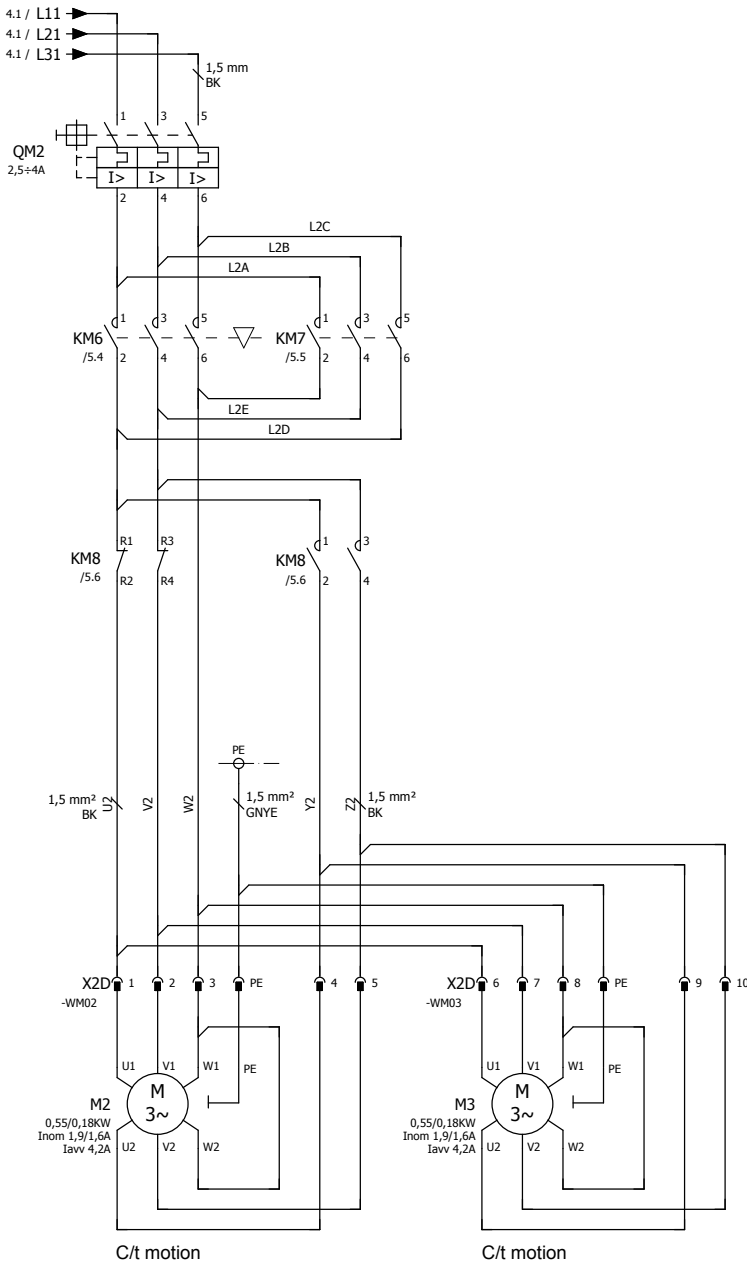 4.1 / L11
4.1 / L21
4.1 / L31
1,5 mm
BK
1 3 5
QM2
2,5÷4A
I> I> I>
2 4 6
L2C
L2B
L2A
1 3 5 1 3 5
KM6 KM7
/5.4 /5.5
2 4 6 2 4 6
L2E
L2D
R1 R3 1 3
KM8 KM8
/5.6 /5.6
R2 R4 2 4
PE
1,5 mm² U2 V2 W2 1,5 mm² Y2 Z2 1,5 mm²
BK GNYE BK
X2D 1 2 3 PE 4 5 X2D 6 7 8 PE 9 10
-WM02 -WM03
U1 V1 W1 PE U1 V1 W1 PE
M2 M M3 M
3~ 3~
0,55/0,18KW 0,55/0,18KW
Inom 1,9/1,6A Inom 1,9/1,6A
Iavv 4,2A U2 V2 W2 Iavv 4,2A U2 V2 W2
C/t motion C/t motion